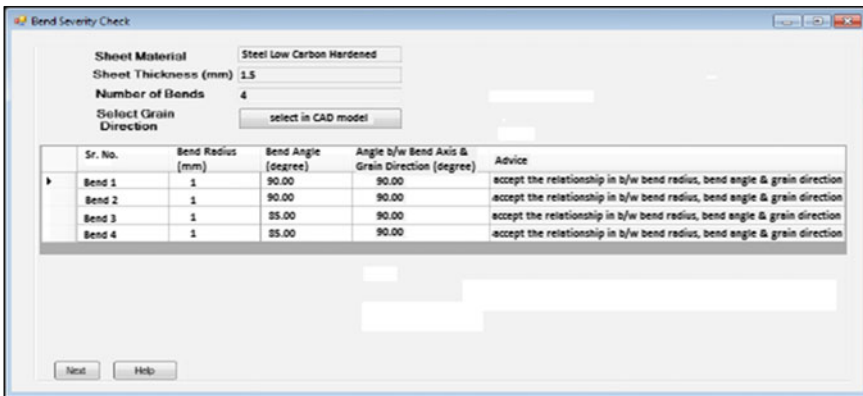 Bend Severity Check
Sheet Material Steel Low Carbon Hardened
Sheet Thickness (mm) 1.5
Number of Bends 4
Select Grain
Direction select in CAD model
Sr. No. Bend Radius (mm) Bend Angle (degree) Angle b/w Bend Axis & Grain Direction (degree) Advice
Bend 1 1 90.00 90.00 accept the relationship in b/w bend radius, bend angle & grain direction
Bend 2 1 90.00 90.00 accept the relationship in b/w bend radius, bend angle & grain direction
Bend 3 1 85.00 90.00 accept the relationship in b/w bend radius, bend angle & grain direction
Bend 4 1 85.00 90.00 accept the relationship in b/w bend radius, bend angle & grain direction
Next Help